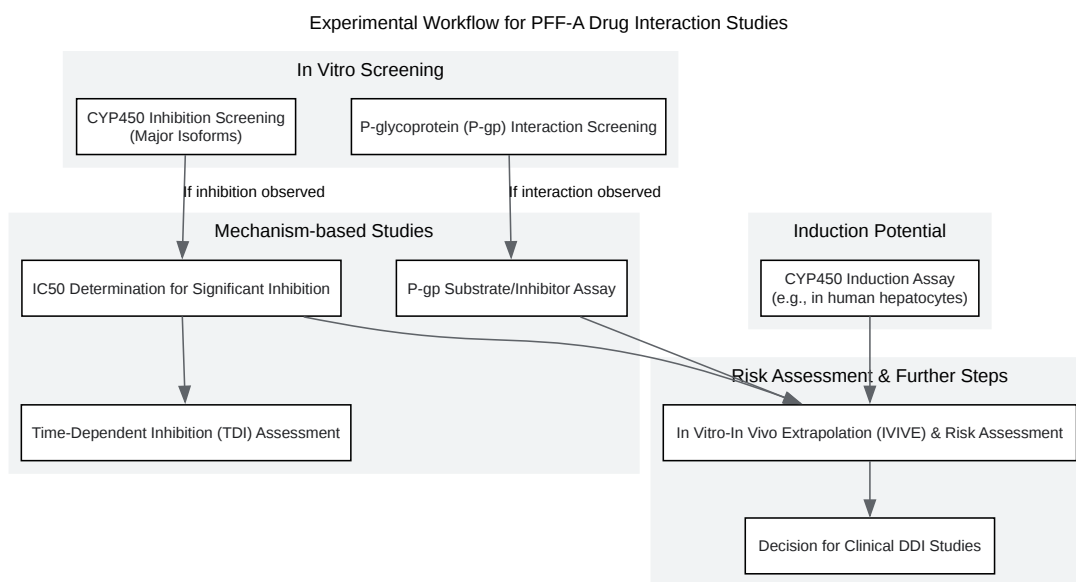 Experimental Workflow for PFF-A Drug Interaction Studies
In Vitro Screening
CYP450 Inhibition Screening
(Major Isoforms)
P-glycoprotein (P-gp) Interaction Screening
If inhibition observed
If interaction observed
Mechanism-based Studies
Induction Potential
IC50 Determination for Significant Inhibition
P-gp Substrate/Inhibitor Assay
CYP450 Induction Assay
(e.g., in human hepatocytes)
Risk Assessment & Further Steps
Time-Dependent Inhibition (TDI) Assessment
In Vitro-In Vivo Extrapolation (IVIVE) & Risk Assessment
Decision for Clinical DDI Studies